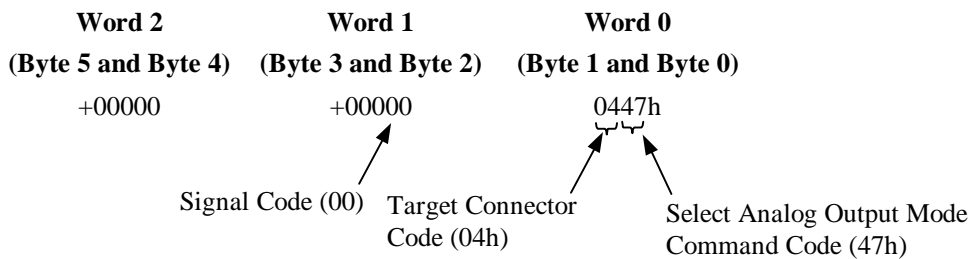 Word 2 Word 1 Word 0
(Byte 5 and Byte 4) (Byte 3 and Byte 2) (Byte 1 and Byte 0)
+00000 +00000 0447h
Signal Code (00)
Target Connector
Code (04h)
Select Analog Output Mode
Command Code (47h)